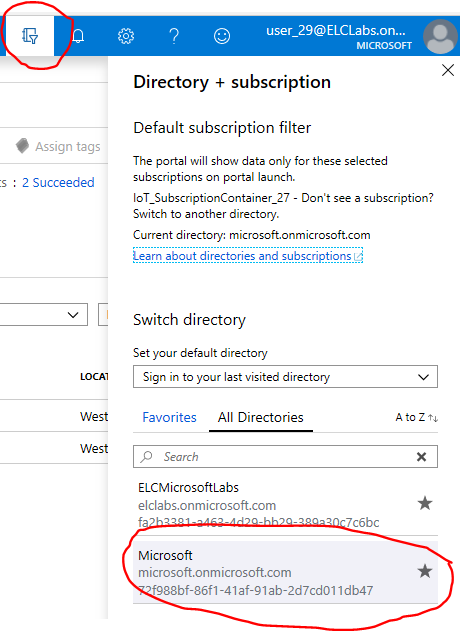 user_29@ELCLabs.on...
MICROSOFT
Directory + subscription
Assign tags
Default subscription filter
The portal will show data only for these selected
subscriptions on portal launch.
ts : 2 Succeeded
IoT_SubscriptionContainer_27 - Don't see a subscription?
Switch to another directory.
Current directory: microsoft.onmicrosoft.com
Learn about directories and subscriptions
Switch directory
Set your default directory
Sign in to your last visited directory
LOCAT
Favorites All Directories A to Z
West
Search
West
ELCMicrosoftLabs
elclabs.onmicrosoft.com
fa2b3381-a463-4d29-bb29-389a30c7c6bc
Microsoft
microsoft.onmicrosoft.com
72f988bf-86f1-41af-91ab-2d7cd011db47